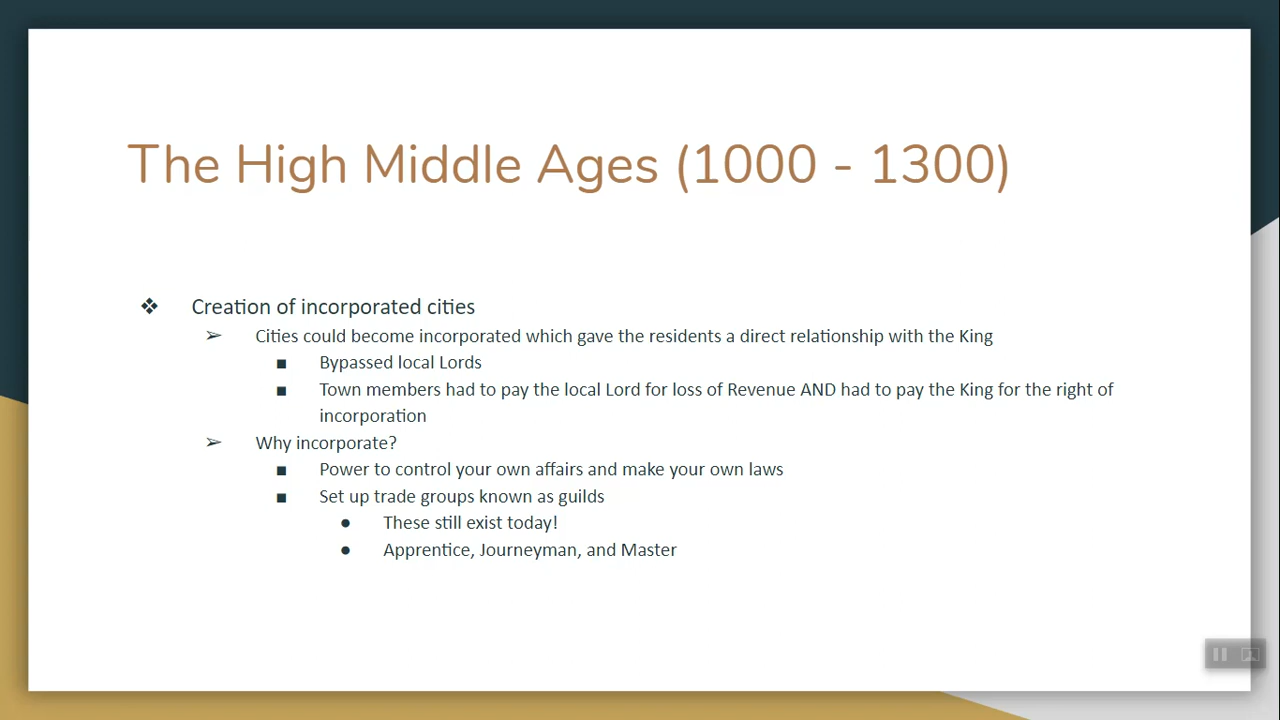 The High Middle Ages (1000 - 1300)
❖ Creation of incorporated cities
➢ Cities could become incorporated which gave the residents a direct relationship with the King
■ Bypassed local Lords
■ Town members had to pay the local Lord for loss of Revenue AND had to pay the King for the right of
incorporation
➢ Why incorporate?
■ Power to control your own affairs and make your own laws
■ Set up trade groups known as guilds
● These still exist today!
● Apprentice, Journeyman, and Master